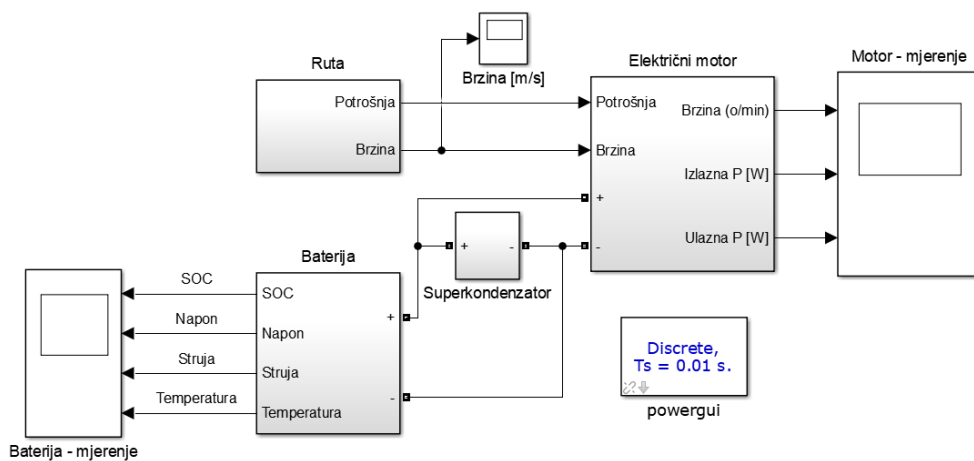 Ruta
Potrošnja
Brzina
Brzina [m/s]
Električni motor
Potrošnja
Brzina
+
-
Brzina (o/min)
Izlazna P [W]
Ulazna P [W]
Motor - mjerenje
+ -
Superkondenzator
Baterija
SOC
Napon
Struja
Temperatura
+
-
SOC
Napon
Struja
Temperatura
Baterija - mjerenje
Discrete,
Ts = 0.01 s.
powergui